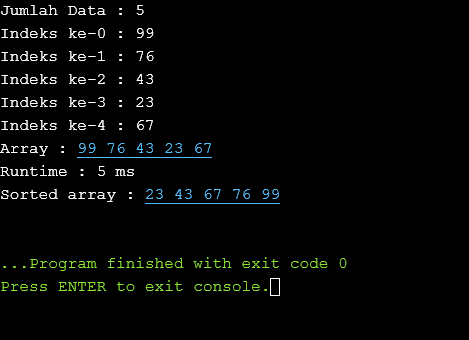 Jumlah Data : 5
Indeks ke-0 : 99
Indeks ke-1 : 76
Indeks ke-2 : 43
Indeks ke-3 : 23
Indeks ke-4 : 67
Array : 99 76 43 23 67
Runtime : 5 ms
Sorted array : 23 43 67 76 99
...Program finished with exit code 0
Press ENTER to exit console.